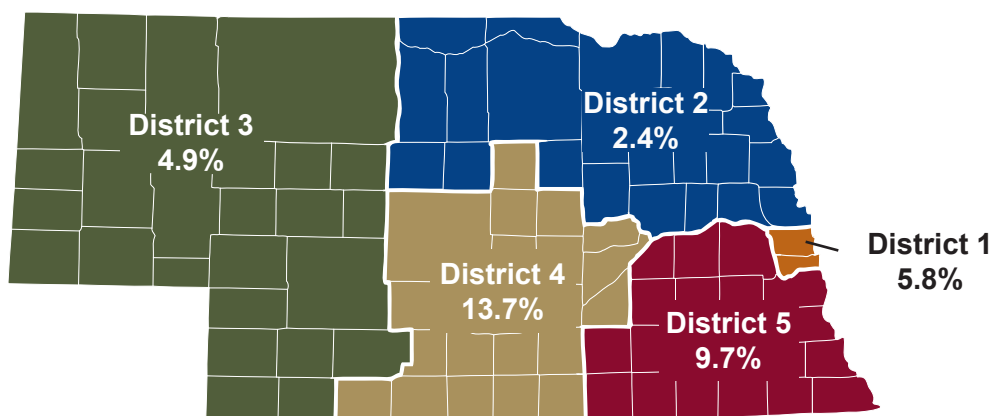 District 3
4.9%
District 2
2.4%
District 1
5.8%
District 4
13.7%
District 5
9.7%